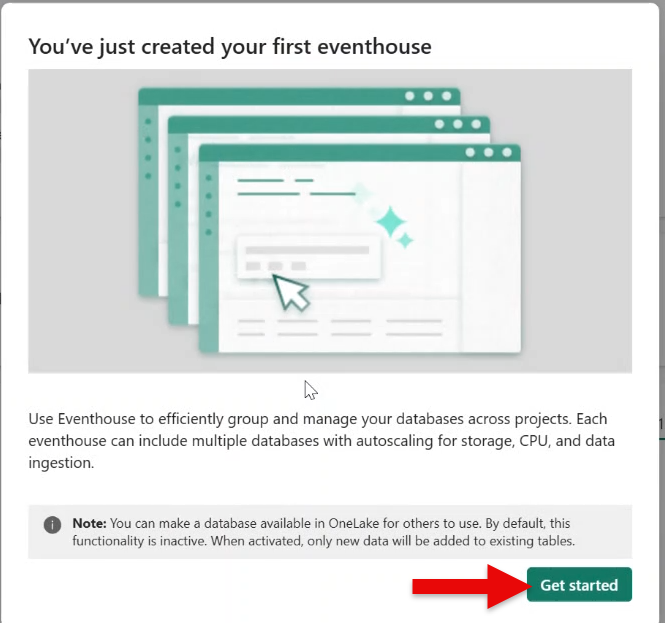 You've just created your first eventhouse
Use Eventhouse to efficiently group and manage your databases across projects. Each
eventhouse can include multiple databases with autoscaling for storage, CPU, and data
ingestion.
Note: You can make a database available in OneLake for others to use. By default, this
functionality is inactive. When activated, only new data will be added to existing tables.
Get started